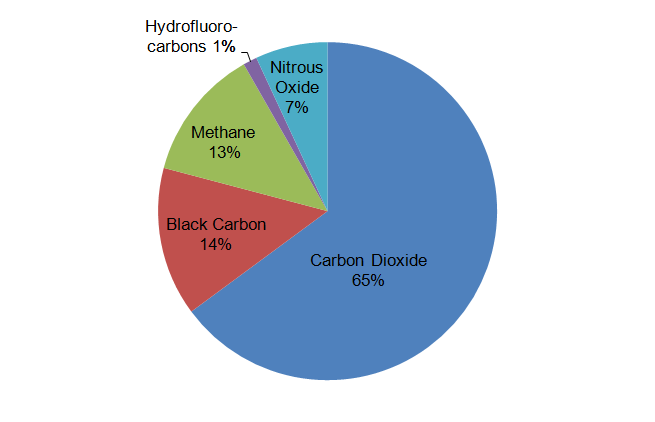 Hydrofluoro-
carbons 1%
Nitrous
Oxide
7%
Methane
13%
Black Carbon
14%
Carbon Dioxide
65%